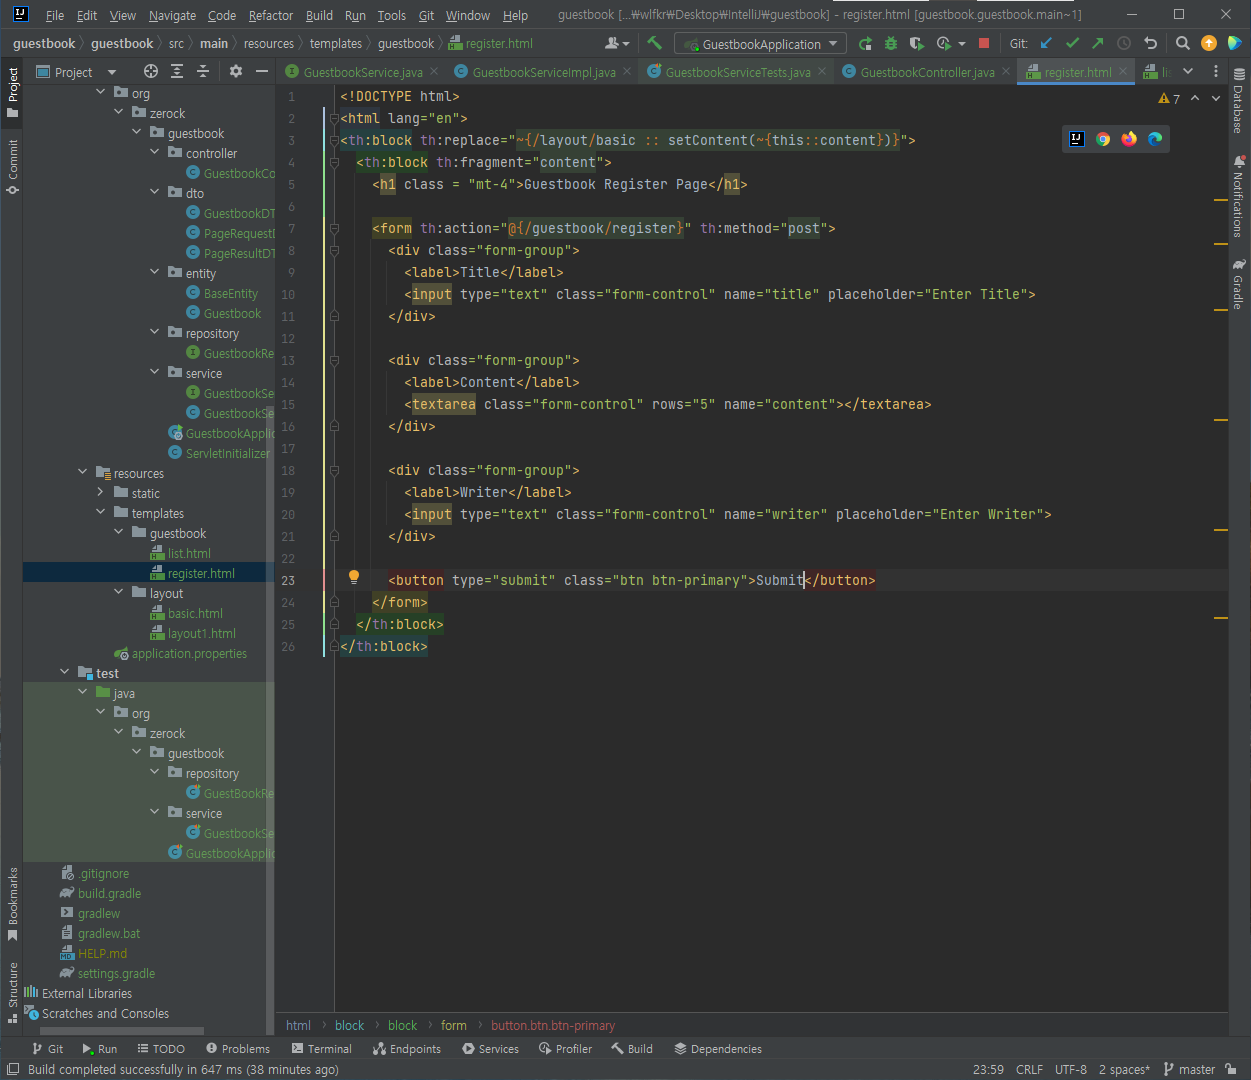 File Edit View Navigate Code Refactor Build Run Tools Git Window Help guestbook [...₩wlfkr₩Desktop₩IntelliJ₩guestbook] - register.html [guestbook.guestbook.main~1]
guestbook guestbook src main resources templates guestbook register.html GuestbookApplication Git:
Project GuestbookService.java GuestbookServiceImpl.java GuestbookServiceTests.java GuestbookController.java register.html li
Project
Commit
Bookmarks
Structure
org
zerock
guestbook
controller
GuestbookCo
dto
GuestbookDT
PageRequestD
PageResultDT
entity
BaseEntity
Guestbook
repository
GuestbookRe
service
GuestbookSe
GuestbookSe
GuestbookApplic
ServletInitializer
resources
static
templates
guestbook
list.html
register.html
layout
basic.html
layout1.html
application.properties
test
java
org
zerock
guestbook
repository
GuestBookRe
service
GuestbookSe
GuestbookApplic
.gitignore
build.gradle
gradlew
gradlew.bat
HELP.md
settings.gradle
External Libraries
Scratches and Consoles
1 <!DOCTYPE html>
2 <html lang="en">
3 <th:block th:replace="~{/layout/basic :: setContent(~{this::content})}">
4 <th:block th:fragment="content">
5 <h1 class = "mt-4">Guestbook Register Page</h1>
6
7 <form th:action="@{/guestbook/register}" th:method="post">
8 <div class="form-group">
9 <label>Title</label>
10 <input type="text" class="form-control" name="title" placeholder="Enter Title">
11 </div>
12
13 <div class="form-group">
14 <label>Content</label>
15 <textarea class="form-control" rows="5" name="content"></textarea>
16 </div>
17
18 <div class="form-group">
19 <label>Writer</label>
20 <input type="text" class="form-control" name="writer" placeholder="Enter Writer">
21 </div>
22
23 <button type="submit" class="btn btn-primary">Submit</button>
24 </form>
25 </th:block>
26 </th:block>
7
Database
Notifications
Gradle
html block block form button.btn.btn-primary
Git Run TODO Problems Terminal Endpoints Services Profiler Build Dependencies
Build completed successfully in 647 ms (38 minutes ago) 23:59 CRLF UTF-8 2 spaces* master